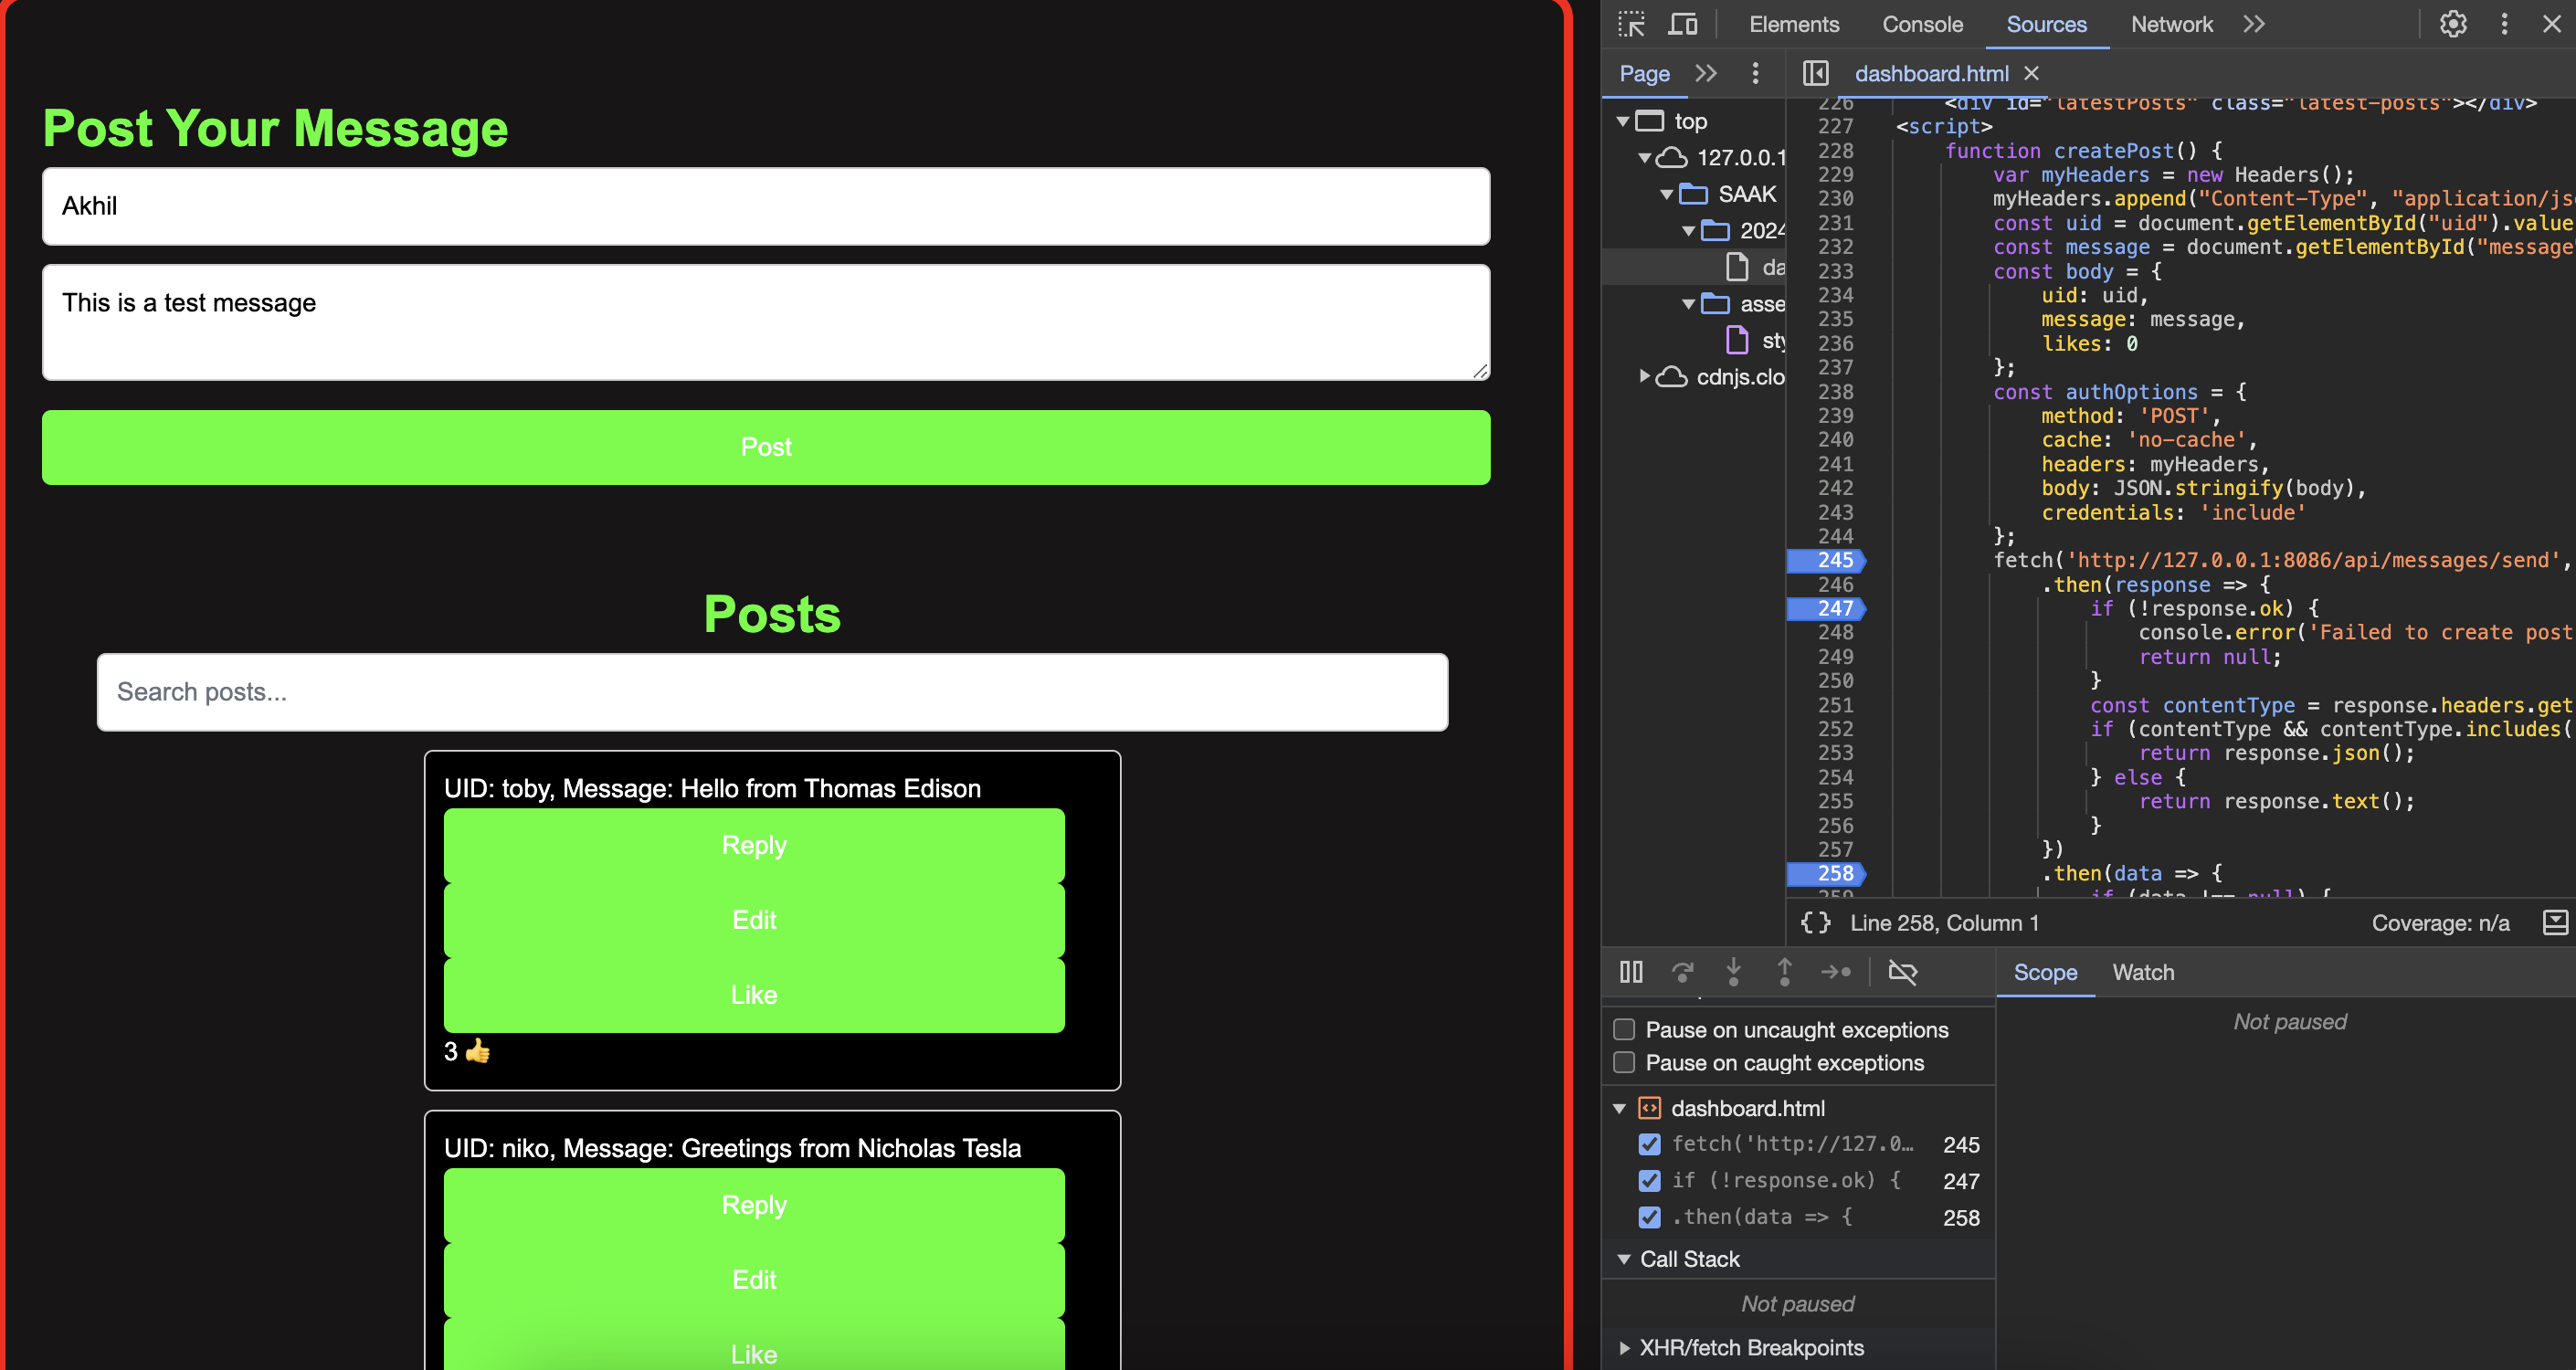 Post Your Message
Akhil
This is a test message
Post
Posts
Search posts...
UID: toby, Message: Hello from Thomas Edison
Reply
Edit
Like
3 👍
UID: niko, Message: Greetings from Nicholas Tesla
Reply
Edit
Like
Elements Console Sources Network
Page
dashboard.html
top
127.0.0.1
SAAK
2024
da
asse
sty
cdnjs.clo
226 <div id="latestPosts" class="latest-posts"></div>
227 <script>
228 function createPost() {
229 var myHeaders = new Headers();
230 myHeaders.append("Content-Type", "application/js
231 const uid = document.getElementById("uid").value
232 const message = document.getElementById("message
233 const body = {
234 uid: uid,
235 message: message,
236 likes: 0
237 };
238 const authOptions = {
239 method: 'POST',
240 cache: 'no-cache',
241 headers: myHeaders,
242 body: JSON.stringify(body),
243 credentials: 'include'
244 };
245 fetch('http://127.0.0.1:8086/api/messages/send',
246 .then(response => {
247 if (!response.ok) {
248 console.error('Failed to create post
249 return null;
250 }
251 const contentType = response.headers.get
252 if (contentType && contentType.includes(
253 return response.json();
254 } else {
255 return response.text();
256 }
257 })
258 .then(data => {
259 if (data !== null) {
{} Line 258, Column 1 Coverage: n/a
Scope Watch
Not paused
Pause on uncaught exceptions
Pause on caught exceptions
dashboard.html
fetch('http://127.0… 245
if (!response.ok) { 247
.then(data => { 258
Call Stack
Not paused
XHR/fetch Breakpoints